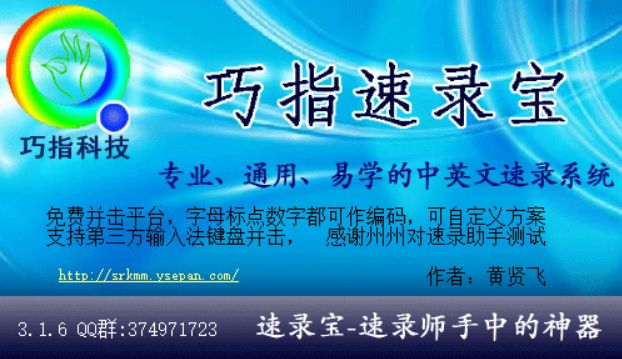 巧指速录宝
巧指科技
专业、通用、易学的中英文速录系统
免费并击平台，字母标点数字都可作编码，可自定义方案
支持第三方输入法键盘并击， 感谢州州对速录助手测试
http://srkmm.ysepan.com/
作者：黄贤飞
3.1.6 QQ群:374971723
速录宝-速录师手中的神器